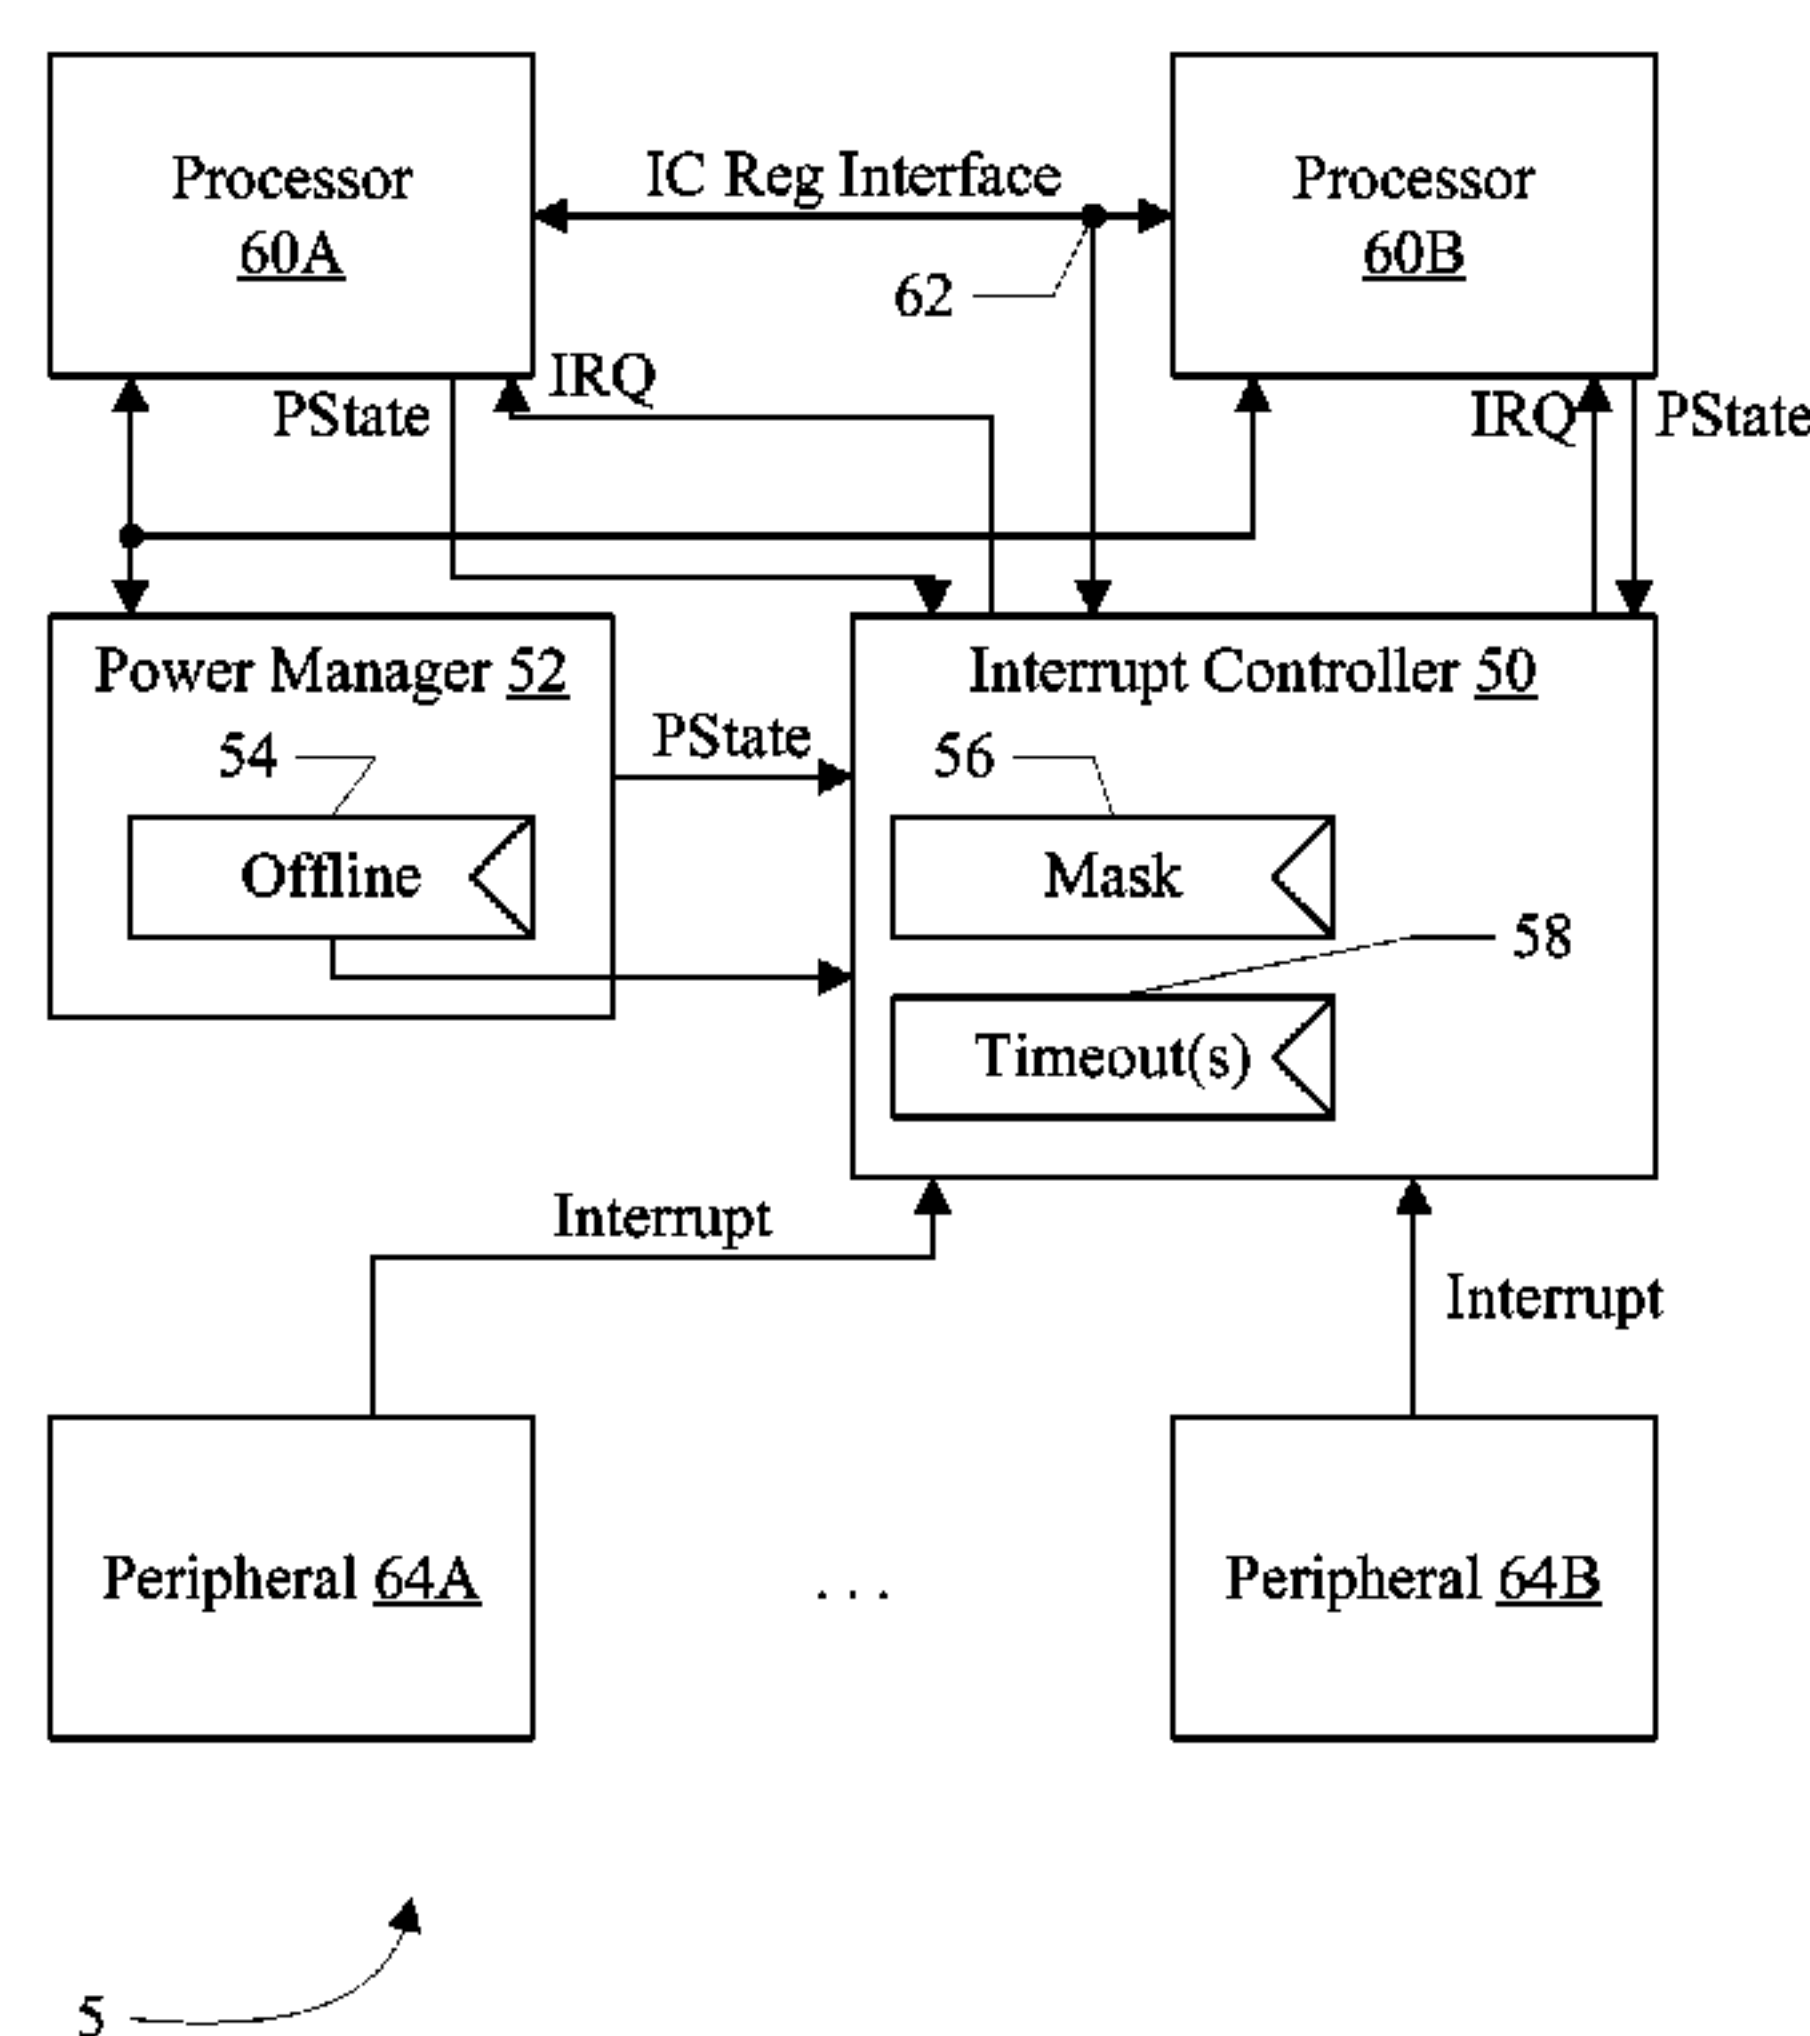 Processor
60A
IC Reg Interface
Processor
60B
62
IRQ
PState
IRQ
PState
Power Manager 52
Interrupt Controller 50
PState
54
56
Offline
Mask
58
Timeout(s)
Interrupt
Interrupt
Peripheral 64A
. . .
Peripheral 64B
5